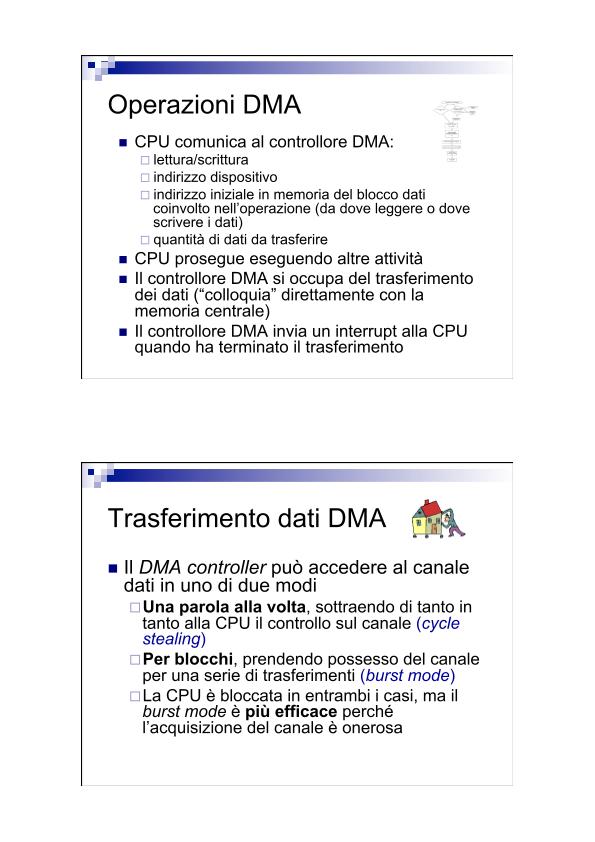 Operazioni DMA
CPU comunica al controllore DMA:
lettura/scrittura
indirizzo dispositivo
indirizzo iniziale in memoria del blocco dati
coinvolto nell'operazione (da dove leggere o dove
scrivere i dati)
quantità di dati da trasferire
CPU prosegue eseguendo altre attività
Il controllore DMA si occupa del trasferimento
dei dati (“colloquia” direttamente con la
memoria centrale)
Il controllore DMA invia un interrupt alla CPU
quando ha terminato il trasferimento
Trasferimento dati DMA
Il DMA controller può accedere al canale
dati in uno di due modi
Una parola alla volta, sottraendo di tanto in
tanto alla CPU il controllo sul canale (cycle
stealing)
Per blocchi, prendendo possesso del canale
per una serie di trasferimenti (burst mode)
La CPU è bloccata in entrambi i casi, ma il
burst mode è più efficace perché
l'acquisizione del canale è onerosa